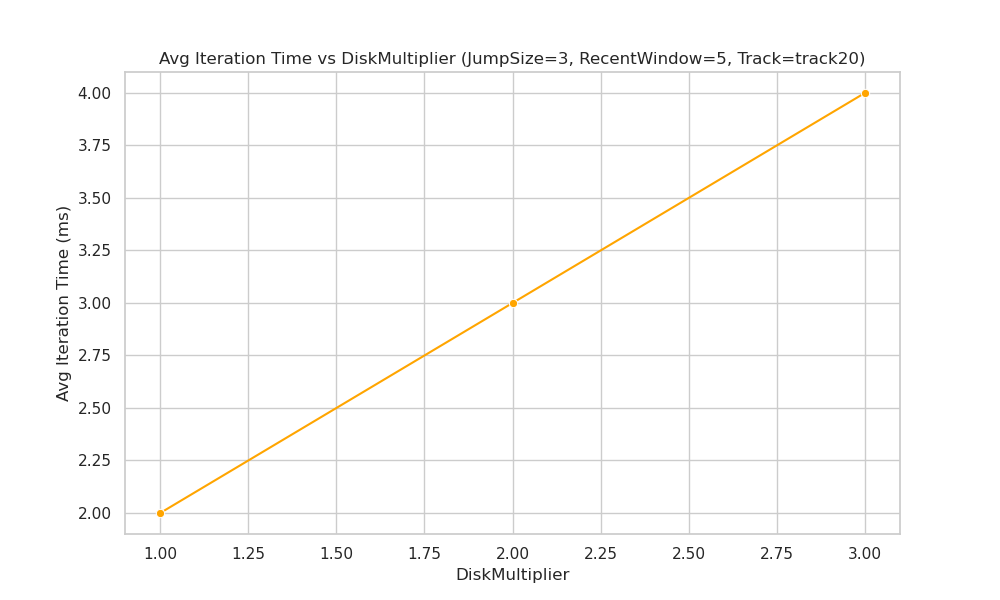 Avg Iteration Time vs DiskMultiplier (JumpSize=3, RecentWindow=5, Track=track20)
Avg Iteration Time (ms)
4.00
3.75
3.50
3.25
3.00
2.75
2.50
2.25
2.00
1.00 1.25 1.50 1.75 2.00 2.25 2.50 2.75 3.00
DiskMultiplier